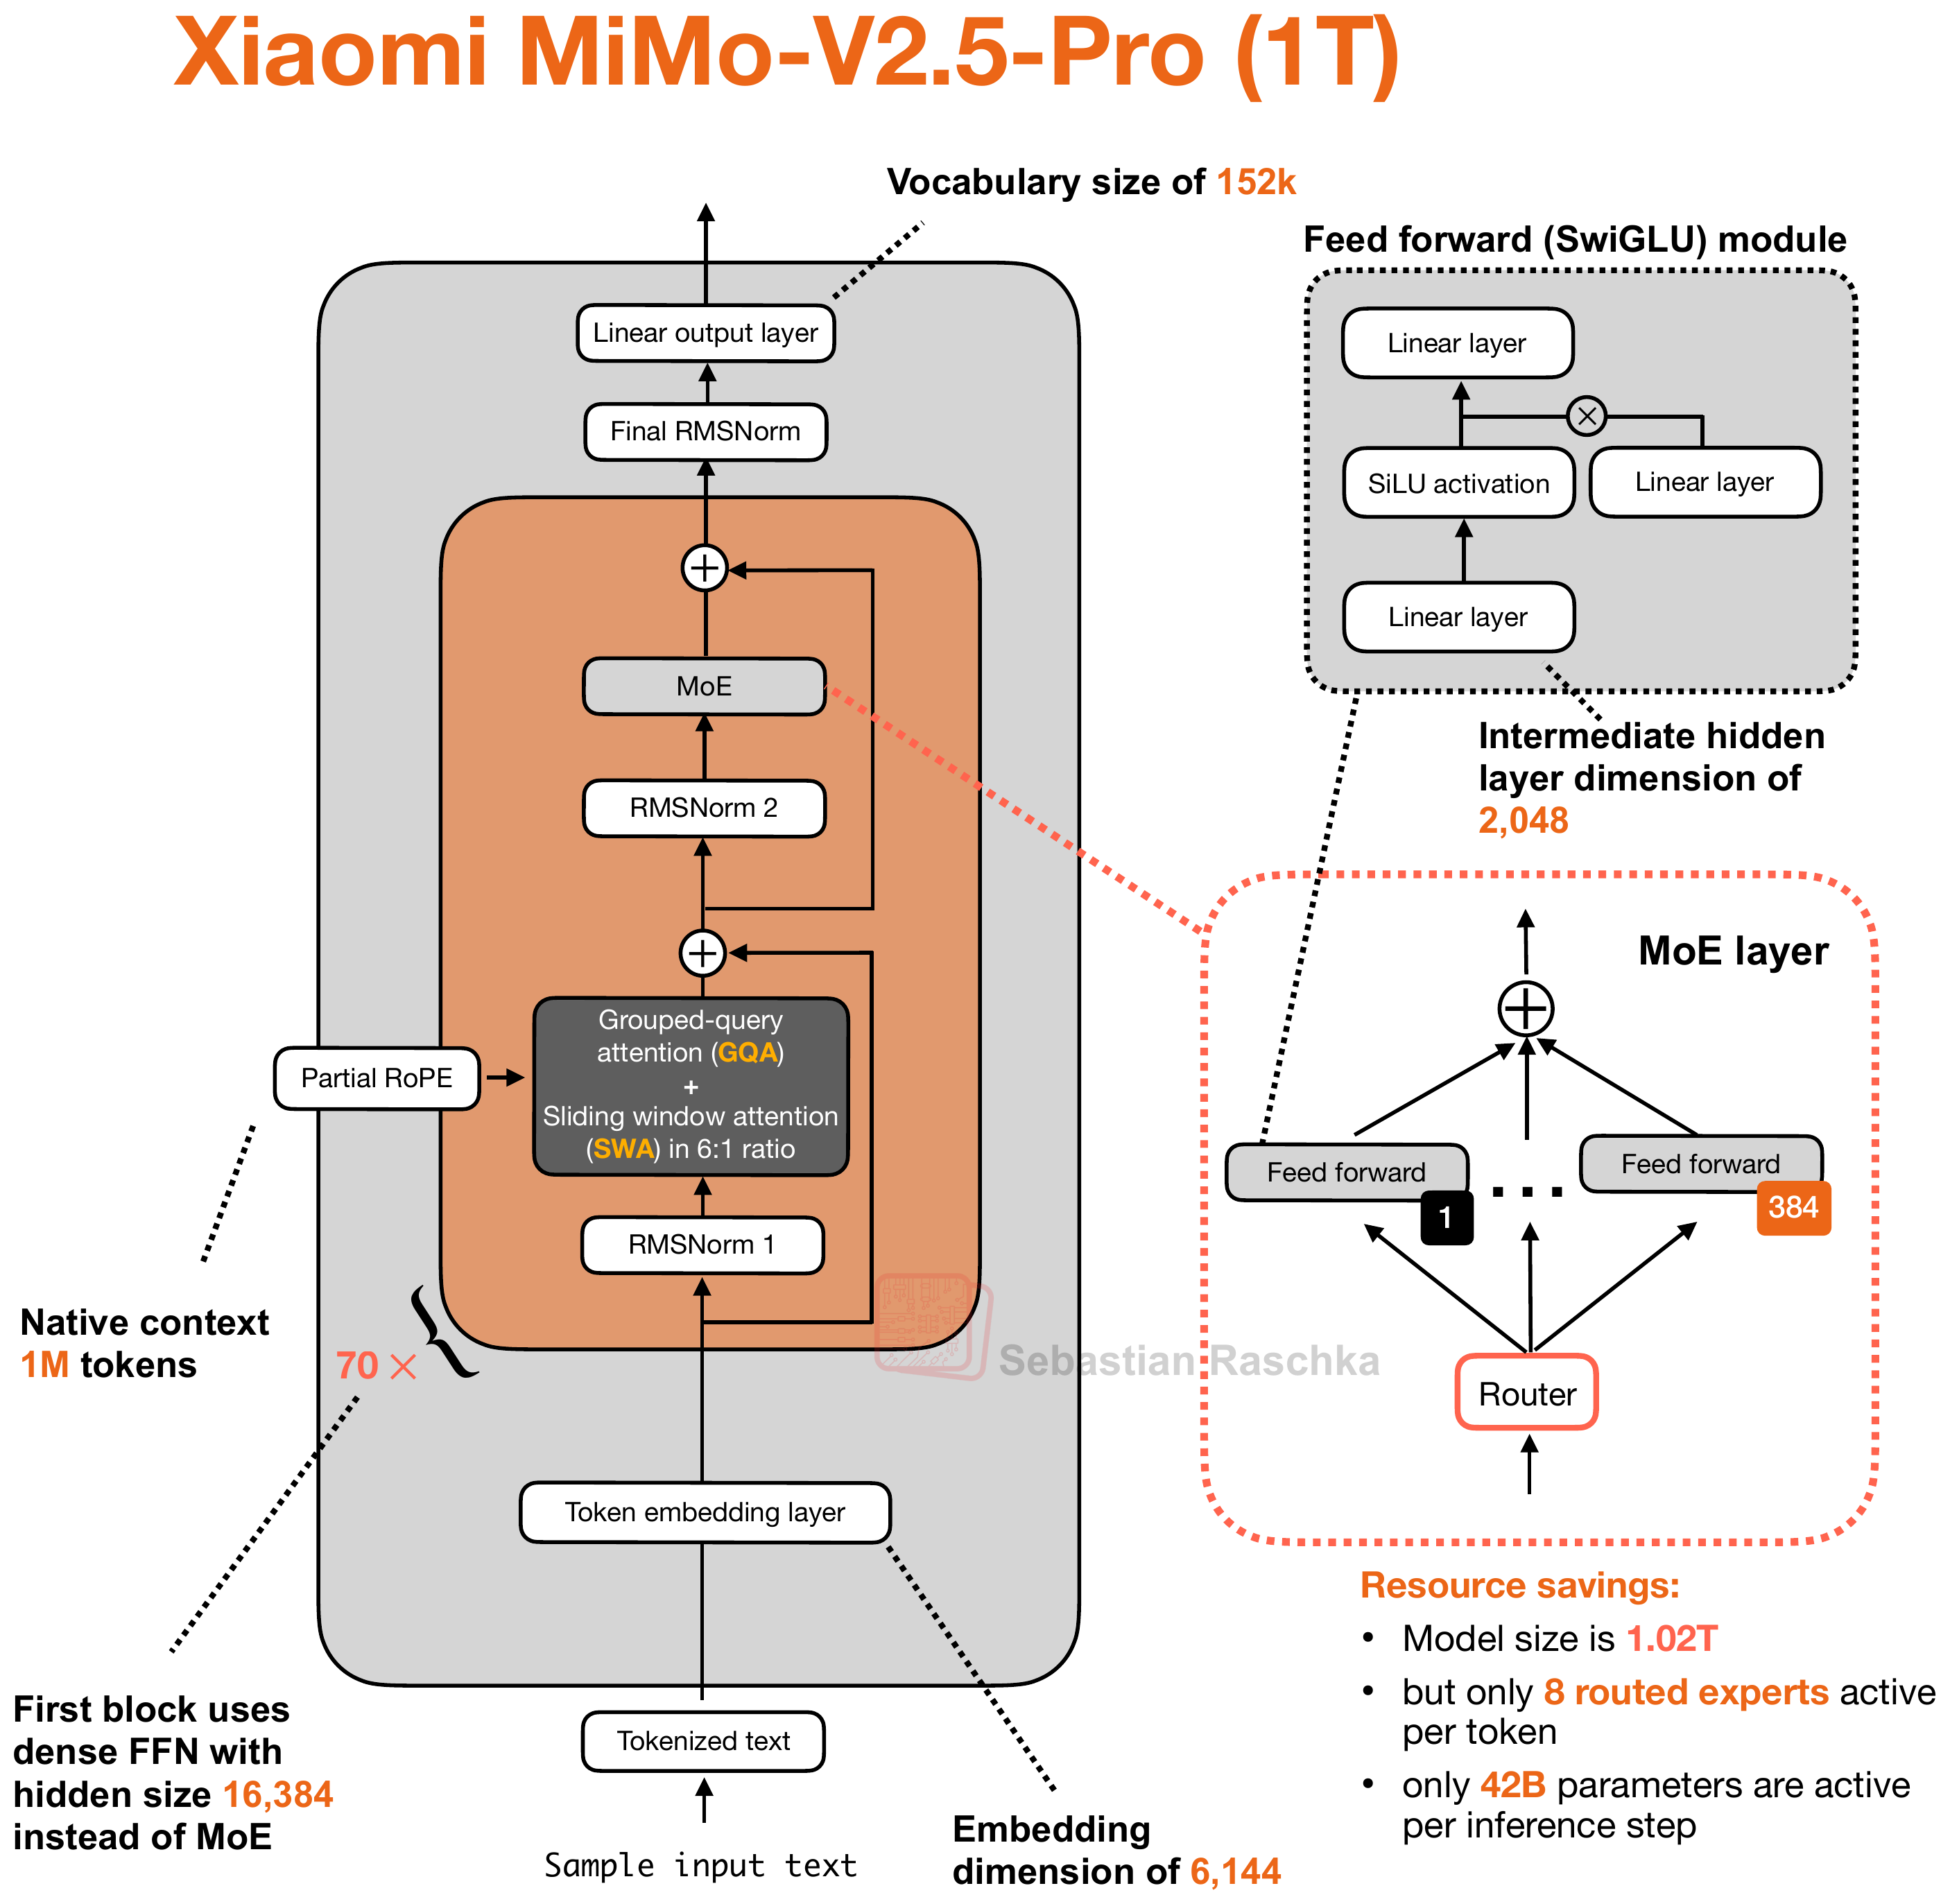 Xiaomi MiMo-V2.5-Pro (1T)
Vocabulary size of 152k
Linear output layer
Final RMSNorm
MoE
RMSNorm 2
Grouped-query
attention (GQA)
+
Sliding window attention
(SWA) in 6:1 ratio
Partial RoPE
RMSNorm 1
Native context
1M tokens
70 ×
Token embedding layer
First block uses
dense FFN with
hidden size 16,384
instead of MoE
Tokenized text
Sample input text
Embedding
dimension of 6,144
Feed forward (SwiGLU) module
Linear layer
SiLU activation
Linear layer
Linear layer
Intermediate hidden
layer dimension of
2,048
MoE layer
Feed forward
1
...
Feed forward
384
Router
Sebastian Raschka
Resource savings:
• Model size is 1.02T
• but only 8 routed experts active
per token
• only 42B parameters are active
per inference step